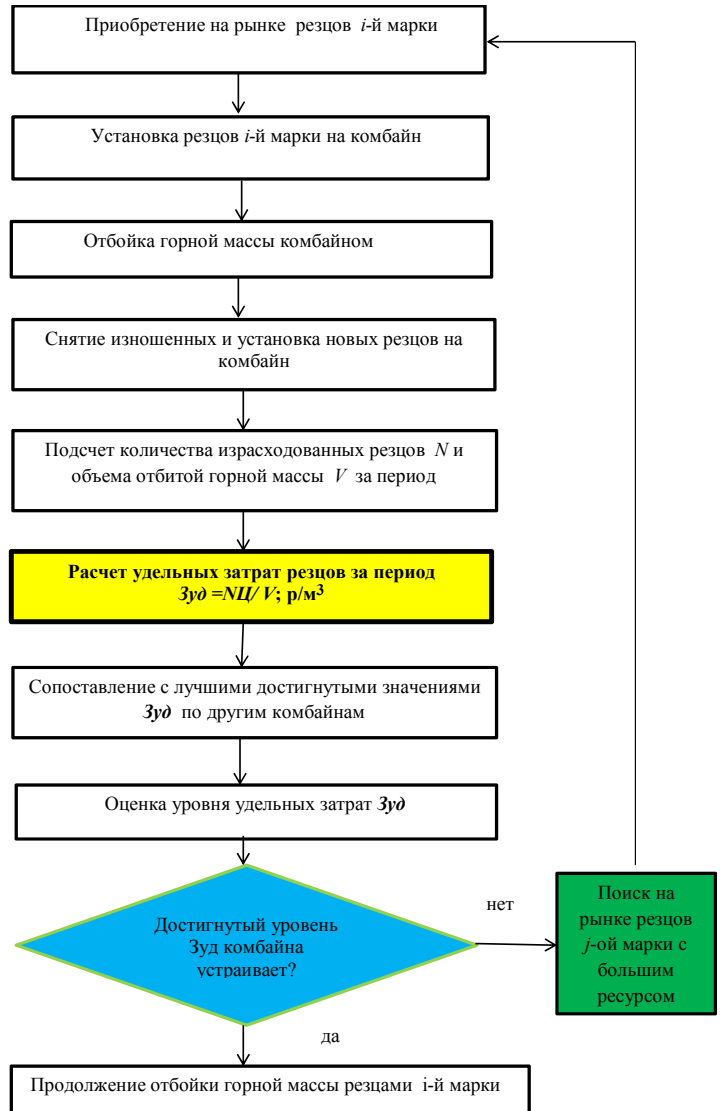 Приобретение на рынке резцов i-й марки
Установка резцов i-й марки на комбайн
Отбойка горной массы комбайном
Снятие изношенных и установка новых резцов на
комбайн
Подсчет количества израсходованных резцов N и
объема отбитой горной массы V за период
Расчет удельных затрат резцов за период
Зуд =NЦ/ V; р/м³
Сопоставление с лучшими достигнутыми значениями
Зуд по другим комбайнам
Оценка уровня удельных затрат Зуд
Достигнутый уровень
Зуд комбайна
устраивает?
нет
Поиск на
рынке резцов
j-ой марки с
большим
ресурсом
да
Продолжение отбойки горной массы резцами i-й марки